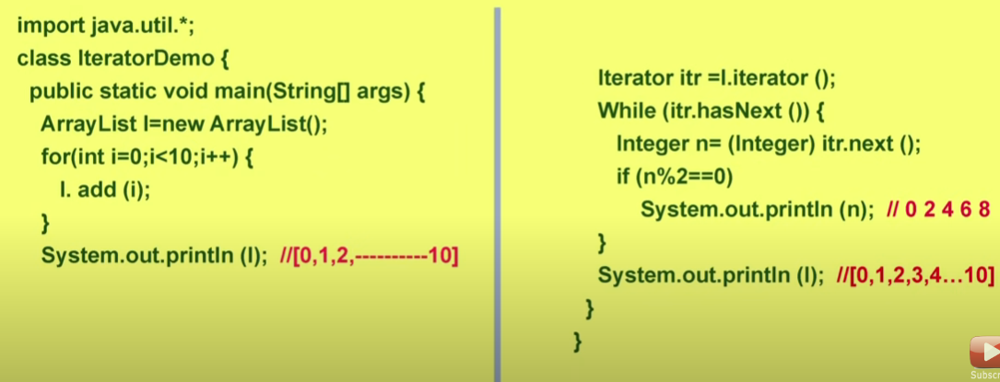 import java.util.*;
class IteratorDemo {
public static void main(String[] args) {
ArrayList l=new ArrayList();
for(int i=0;i<10;i++) {
l. add (i);
}
System.out.println (l); //[0,1,2,----------10]
Iterator itr =l.iterator ();
While (itr.hasNext ()) {
Integer n= (Integer) itr.next ();
if (n%2==0)
System.out.println (n); // 0 2 4 6 8
}
System.out.println (l); //[0,1,2,3,4...10]
}
}